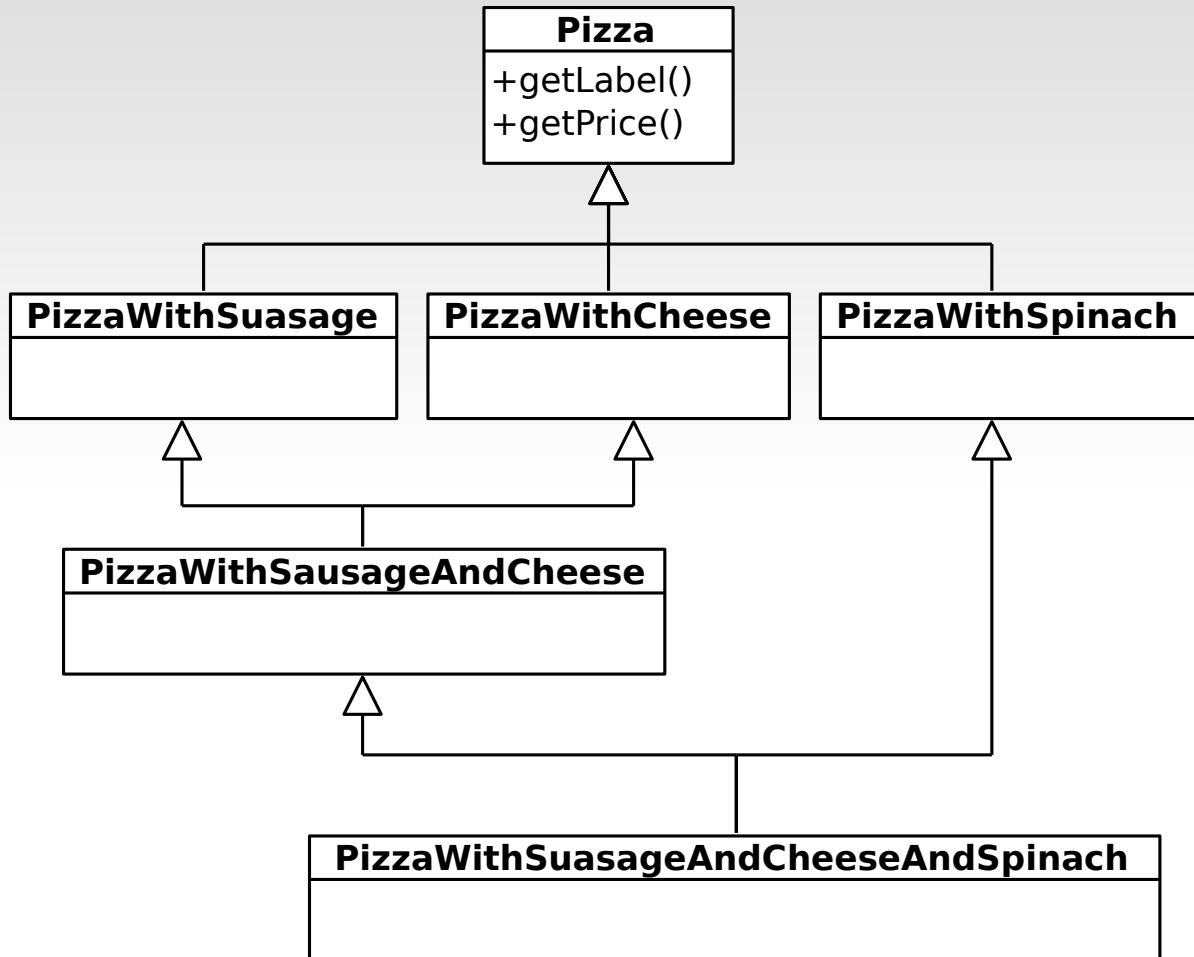 Pizza
+getLabel()
+getPrice()
PizzaWithSuasage
PizzaWithCheese
PizzaWithSpinach
PizzaWithSausageAndCheese
PizzaWithSuasageAndCheeseAndSpinach